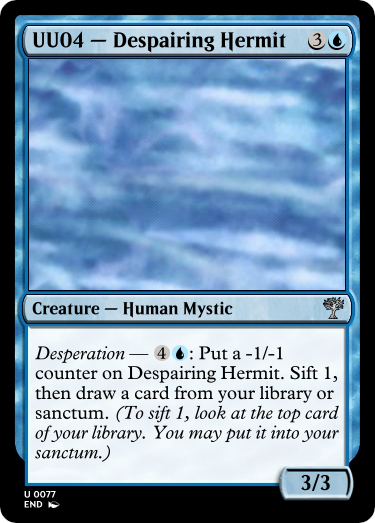 UU04 — Despairing Hermit 3
Creature — Human Mystic
Desperation — 4: Put a -1/-1
counter on Despairing Hermit. Sift 1,
then draw a card from your library or
sanctum. (To sift 1, look at the top card
of your library. You may put it into your
sanctum.)
3/3
U 0077
END